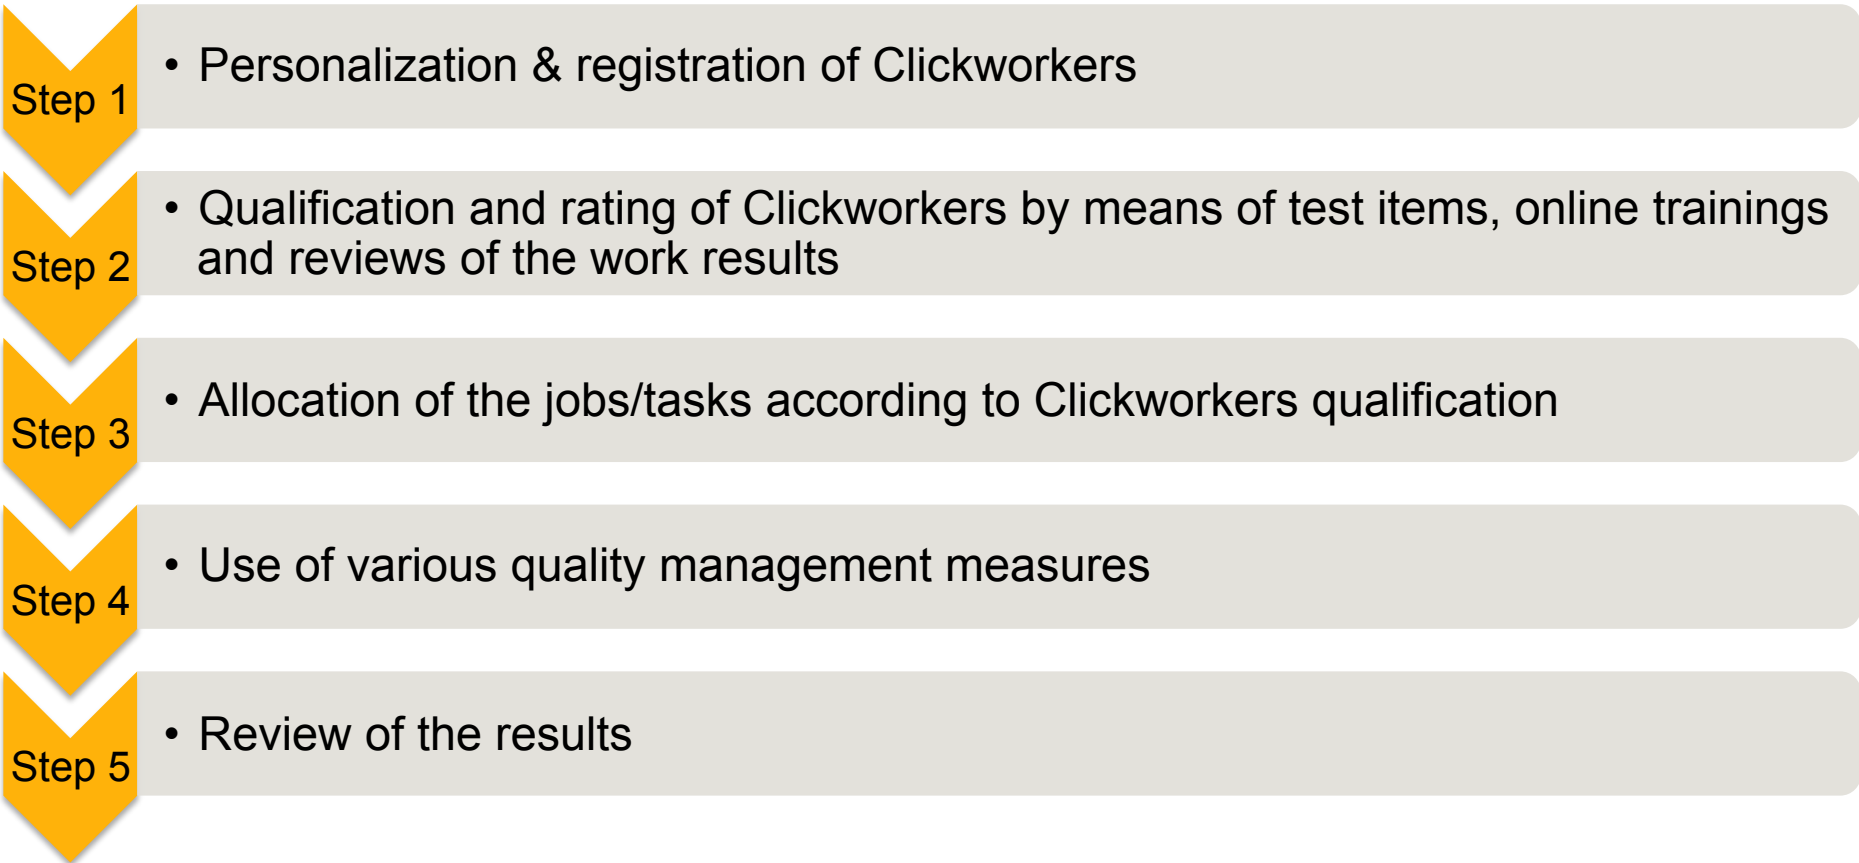 Step 1
• Personalization & registration of Clickworkers
Step 2
• Qualification and rating of Clickworkers by means of test items, online trainings
and reviews of the work results
Step 3
• Allocation of the jobs/tasks according to Clickworkers qualification
Step 4
• Use of various quality management measures
Step 5
• Review of the results